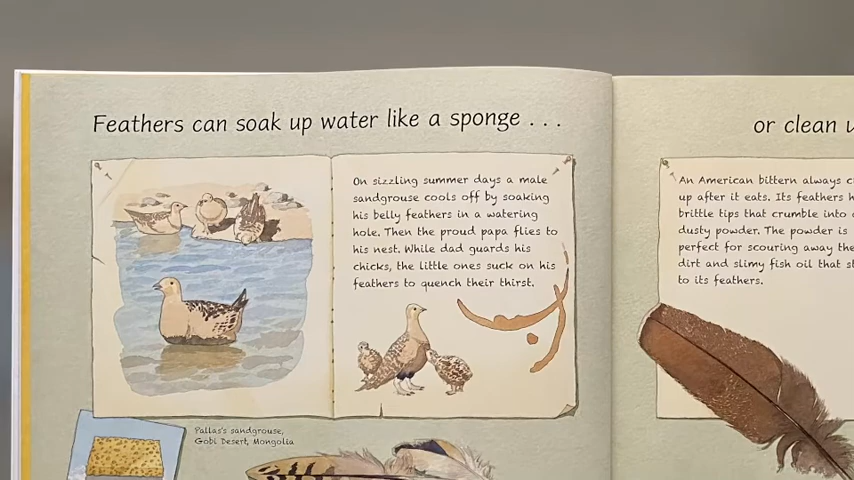 Feathers can soak up water like a sponge . . .
On sizzling summer days a male
sandgrouse cools off by soaking
his belly feathers in a watering
hole. Then the proud papa flies to
his nest. While dad guards his
chicks, the little ones suck on his
feathers to quench their thirst.
Pallas's sandgrouse,
Gobi Desert, Mongolia
or clean
An American bittern always
up after it eats. Its feathers
brittle tips that crumble into
dusty powder. The powder is
perfect for scouring away the
dirt and slimy fish oil that
to its feathers.